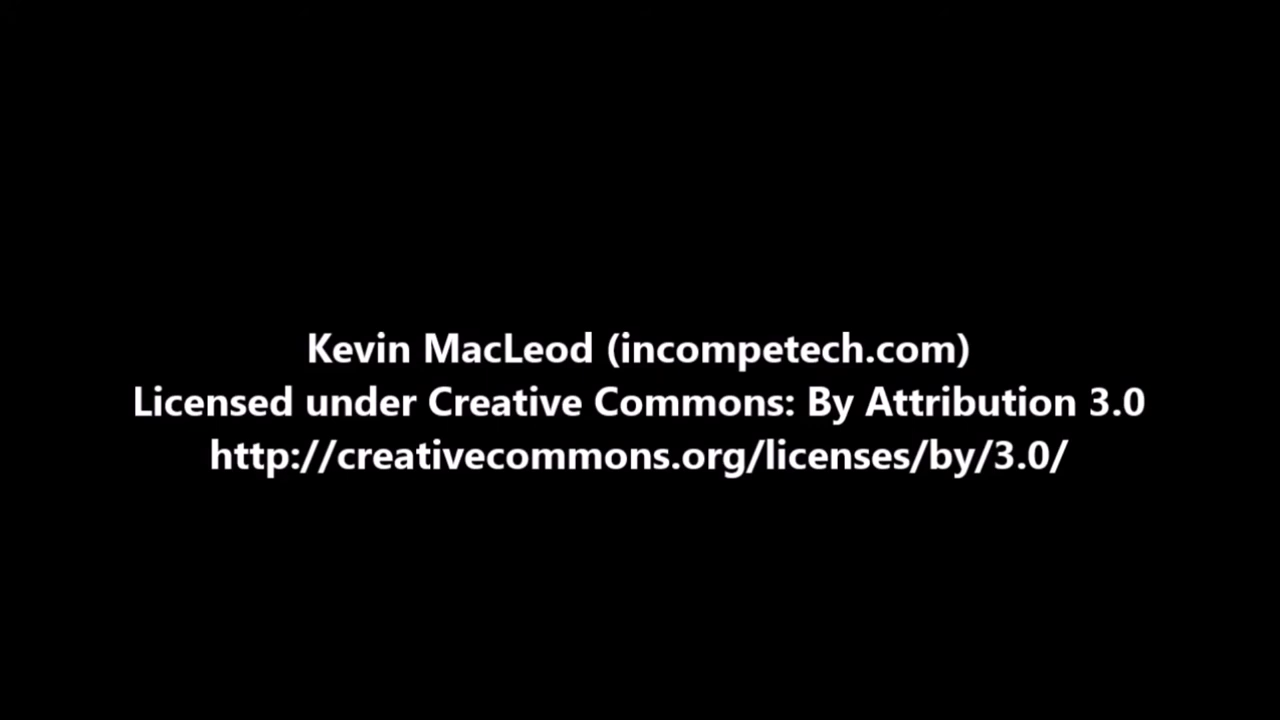 Kevin MacLeod (incompetech.com)
Licensed under Creative Commons: By Attribution 3.0
http://creativecommons.org/licenses/by/3.0/